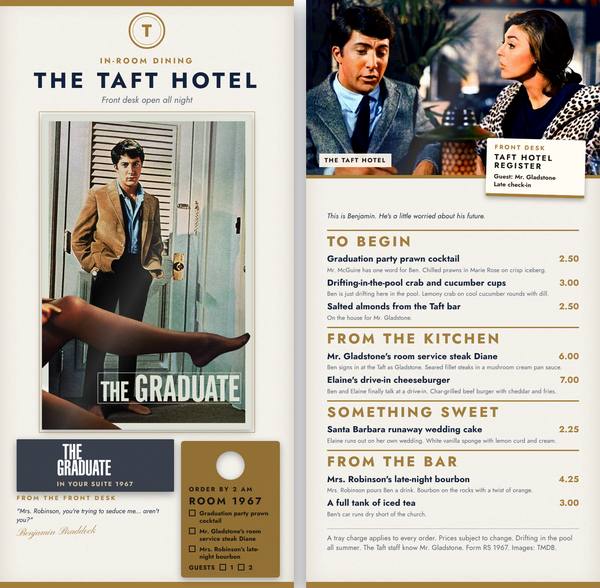 T
IN-ROOM DINING
THE TAFT HOTEL
Front desk open all night
THE GRADUATE
THE
GRADUATE
IN YOUR SUITE 1967
FROM THE FRONT DESK
"Mrs. Robinson, you're trying to seduce me... aren't
you?"
Benjamin Braddock
ORDER BY 2 AM
ROOM 1967
Graduation prawn
cocktail
Mr. Gladstone's room
service steak Diane
Mrs. Robinson's late-
night bourbon
GUESTS 1 2
THE TAFT HOTEL
FRONT DESK
TAFT HOTEL
REGISTER
Guest: Mr. Gladstone
Late check-in
This is Benjamin. He's a little worried about his future.
TO BEGIN
Graduation party prawn cocktail 2.50
Mr. McGuire has one word for Ben. Chilled prawns in Marie Rose on crisp iceberg.
Drifting-in-the-pool crab and cucumber cups 3.00
Ben is just drifting here in the pool. Lemony crab on cool cucumber rounds with dill.
Salted almonds from the Taft bar 2.50
On the house for Mr. Gladstone.
FROM THE KITCHEN
Mr. Gladstone's room service steak Diane 6.00
Ben signs in at the Taft as Gladstone. Seared fillet steaks in a mushroom cream pan sauce.
Elaine's drive-in cheeseburger 7.00
Ben and Elaine finally talk at a drive-in. Char-grilled beef burger with cheddar and fries.
SOMETHING SWEET
Santa Barbara runaway wedding cake 2.25
Elaine runs out on her own wedding. White vanilla sponge with lemon curd and cream.
FROM THE BAR
Mrs. Robinson's late-night bourbon 4.25
Mrs. Robinson pours Ben a drink. Bourbon on the rocks with a twist of orange.
A full tank of iced tea 3.00
Ben's car runs dry short of the church.
A tray charge applies to every order. Prices subject to change. Drifting in the pool
all summer. The Taft staff know Mr. Gladstone. Form RS 1967. Images: TMDB.